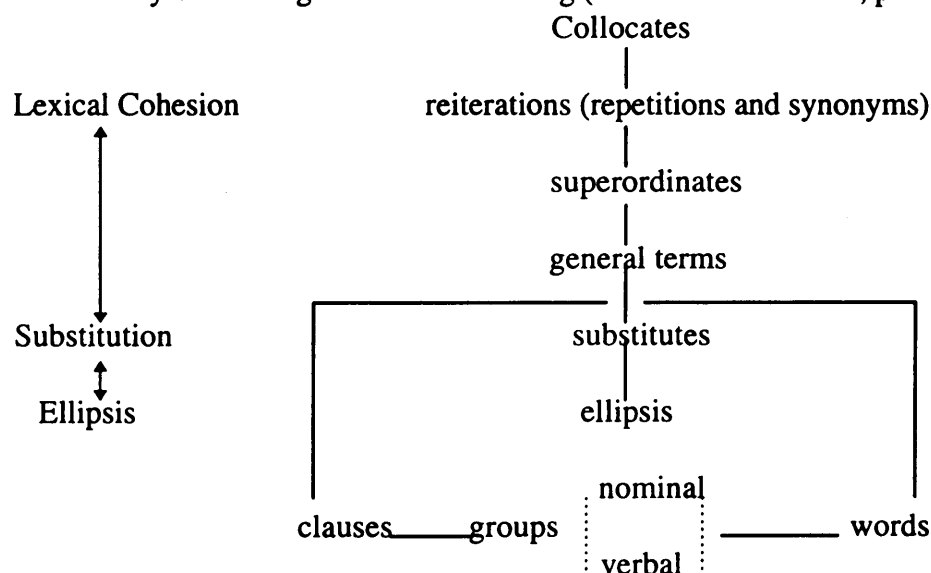 Collocates
Lexical Cohesion reiterations (repetitions and synonyms)
superordinates
general terms
Substitution substitutes
Ellipsis ellipsis
nominal
clauses groups words
verbal